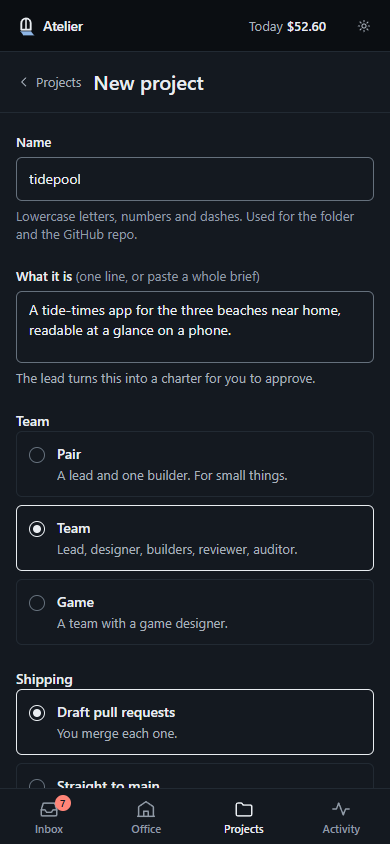 Atelier
Today $52.60
Projects New project
Name
tidepool
Lowercase letters, numbers and dashes. Used for the folder
and the GitHub repo.
What it is (one line, or paste a whole brief)
A tide-times app for the three beaches near home,
readable at a glance on a phone.
The lead turns this into a charter for you to approve.
Team
Pair
A lead and one builder. For small things.
Team
Lead, designer, builders, reviewer, auditor.
Game
A team with a game designer.
Shipping
Draft pull requests
You merge each one.
Straight to main
7
Inbox
Office
Projects
Activity